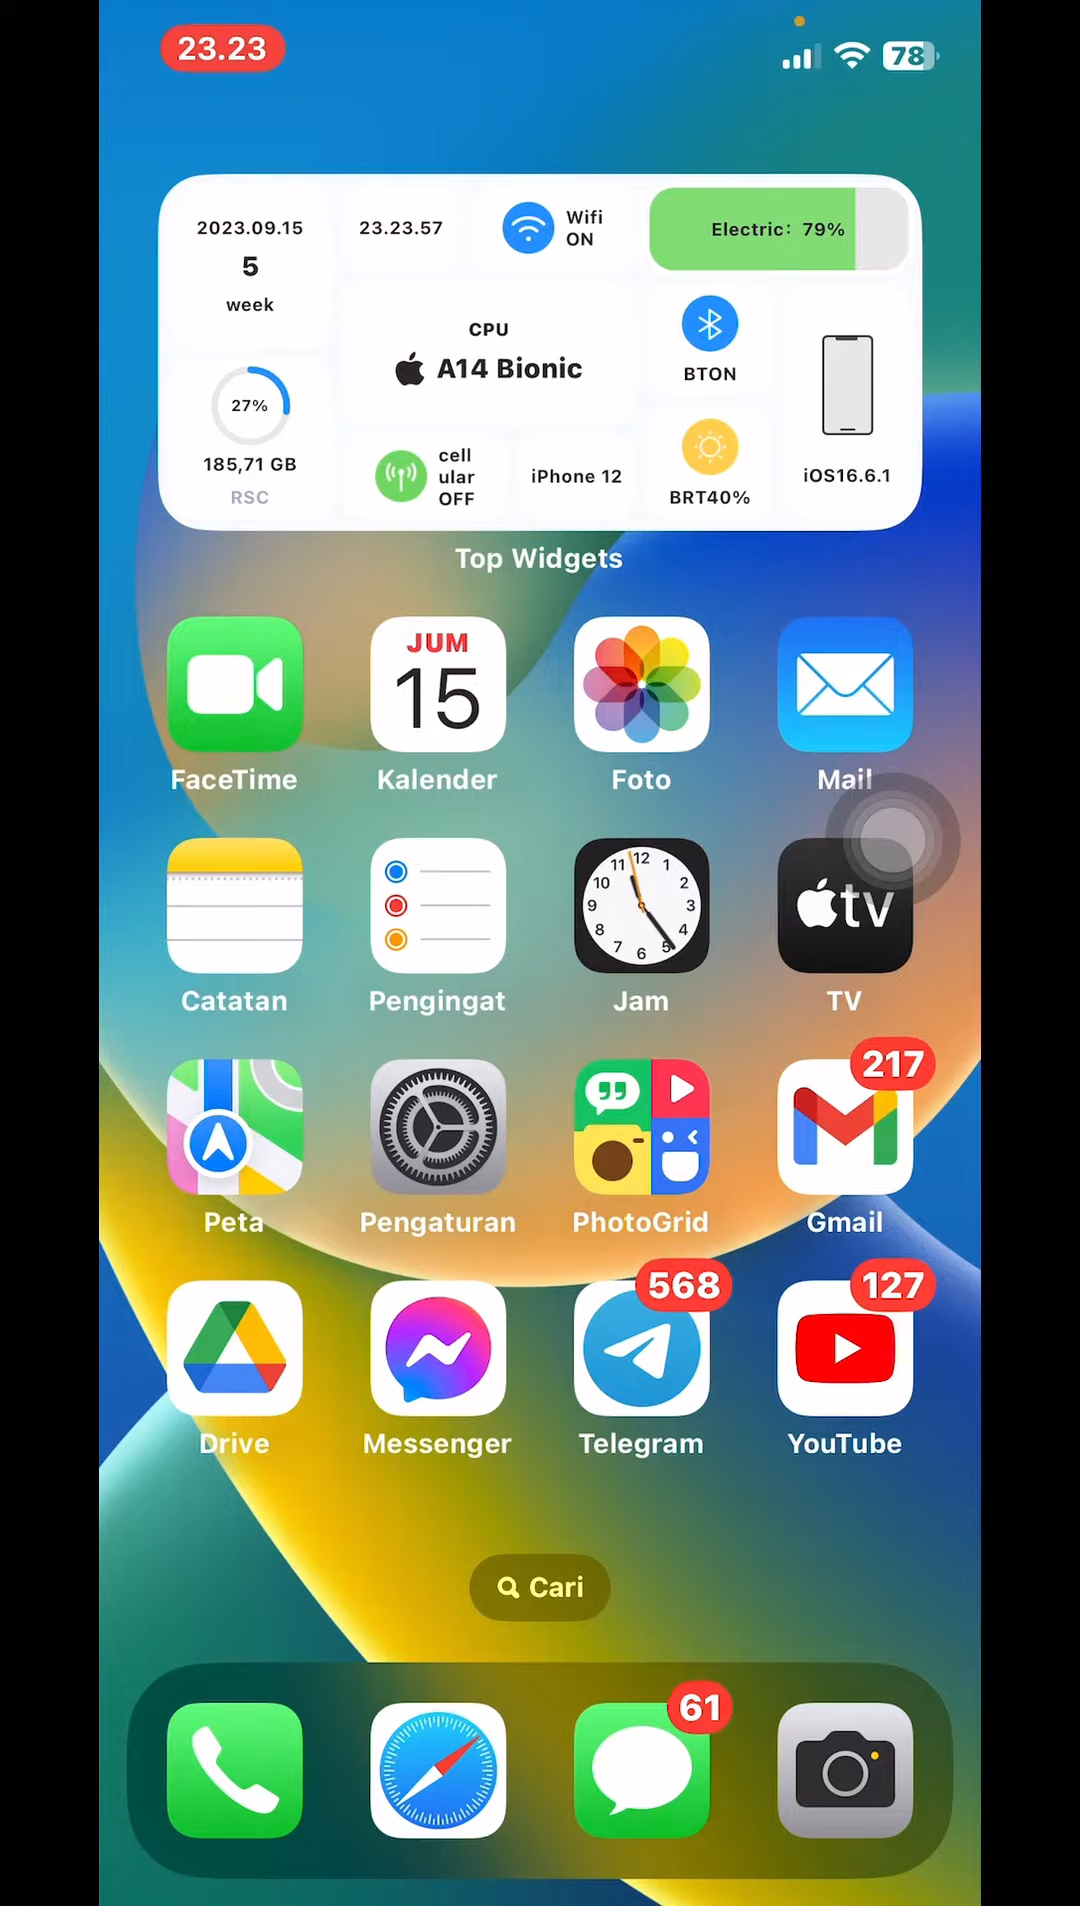 23.23
78
2023.09.15
5
week
23.23.57
Wifi
ON
Electric: 79%
CPU
A14 Bionic
BTON
27%
185,71 GB
RSC
cell
ular
OFF
iPhone 12
BRT40%
iOS16.6.1
Top Widgets
JUM
15
FaceTime
Kalender
Foto
Mail
12
1
2
3
4
5
6
7
8
9
10
11
tv
Catatan
Pengingat
Jam
TV
217
Peta
Pengaturan
PhotoGrid
Gmail
568
127
Drive
Messenger
Telegram
YouTube
Cari
61